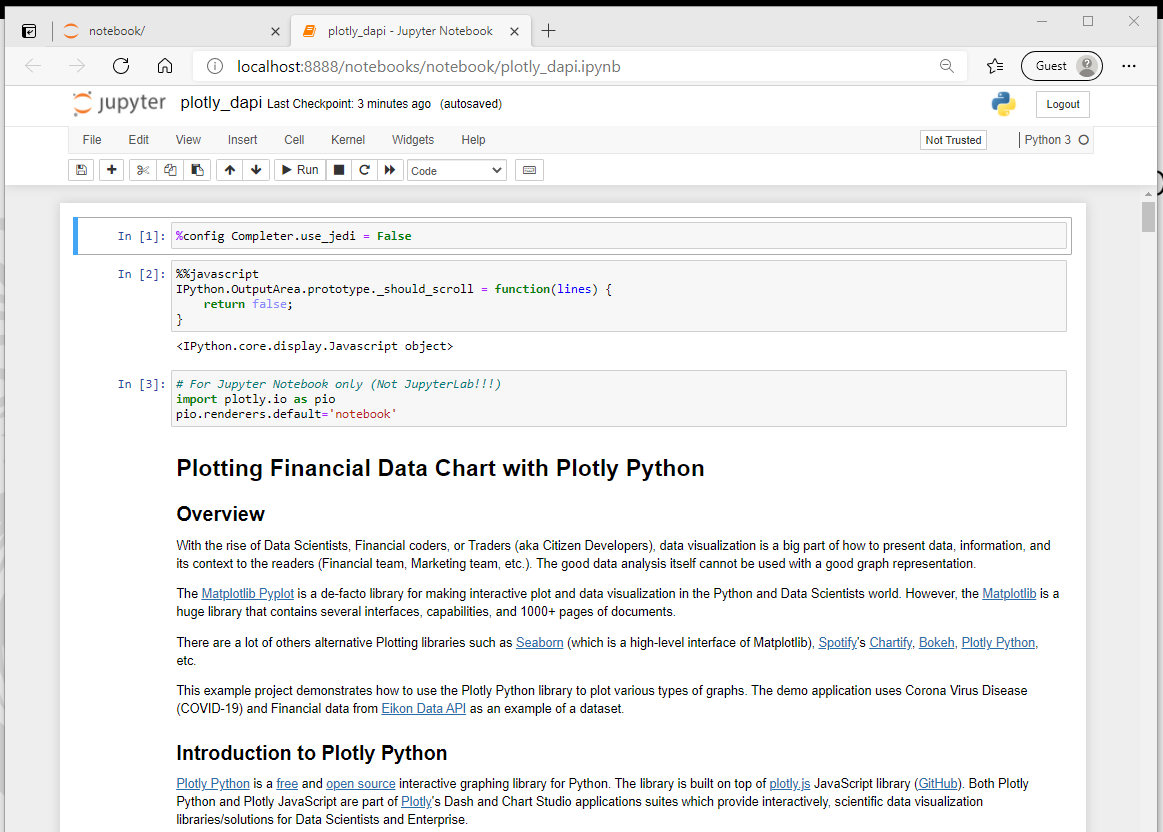 notebook/
plotly_dapi - Jupyter Notebook
localhost:8888/notebooks/notebook/plotly_dapi.ipynb
Guest
jupyter plotly_dapi Last Checkpoint: 3 minutes ago (autosaved)
Logout
File Edit View Insert Cell Kernel Widgets Help
Not Trusted
Python 3
Run
Code
In [1]: %config Completer.use_jedi = False
In [2]: %%javascript
IPython.OutputArea.prototype._should_scroll = function(lines) {
    return false;
}
<IPython.core.display.Javascript object>
In [3]: # For Jupyter Notebook only (Not JupyterLab!!!)
import plotly.io as pio
pio.renderers.default='notebook'
Plotting Financial Data Chart with Plotly Python
Overview
With the rise of Data Scientists, Financial coders, or Traders (aka Citizen Developers), data visualization is a big part of how to present data, information, and
its context to the readers (Financial team, Marketing team, etc.). The good data analysis itself cannot be used with a good graph representation.
The Matplotlib Pyplot is a de-facto library for making interactive plot and data visualization in the Python and Data Scientists world. However, the Matplotlib is a
huge library that contains several interfaces, capabilities, and 1000+ pages of documents.
There are a lot of others alternative Plotting libraries such as Seaborn (which is a high-level interface of Matplotlib), Spotify's Chartify, Bokeh, Plotly Python,
etc.
This example project demonstrates how to use the Plotly Python library to plot various types of graphs. The demo application uses Corona Virus Disease
(COVID-19) and Financial data from Eikon Data API as an example of a dataset.
Introduction to Plotly Python
Plotly Python is a free and open source interactive graphing library for Python. The library is built on top of plotly.js JavaScript library (GitHub). Both Plotly
Python and Plotly JavaScript are part of Plotly's Dash and Chart Studio applications suites which provide interactively, scientific data visualization
libraries/solutions for Data Scientists and Enterprise.